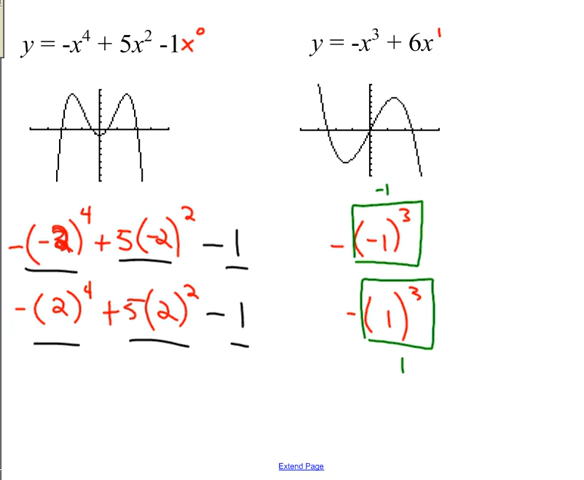 y = -x⁴ + 5x² -1x⁰
y = -x³ + 6x¹
-1
-(-2)⁴ + 5(-2)² - 1
-(-1)³
-(2)⁴ + 5(2)² - 1
-(1)³
1
Extend Page